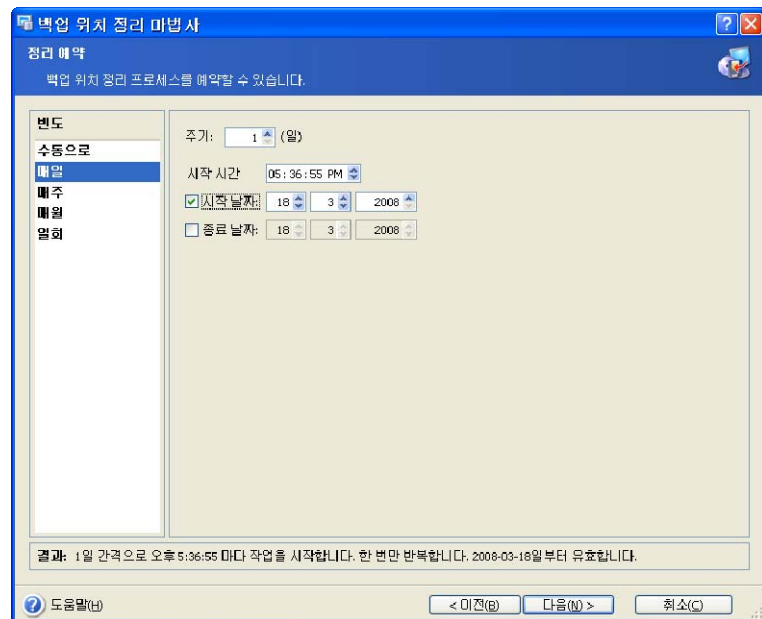 백업 위치 정리 마법사
정리 예약
백업 위치 정리 프로세스를 예약할 수 있습니다.
빈도
수동으로
매일
매주
매월
일회
주기: 1 (일)
시작 시간 05:36:55 PM
시작 날짜: 18 3 2008
종료 날짜: 18 3 2008
결과: 1일 간격으로 오후 5:36:55 마다 작업을 시작합니다. 한 번만 반복합니다. 2008-03-18일부터 유효합니다.
도움말(H)
< 이전(B) 다음(N) > 취소(C)